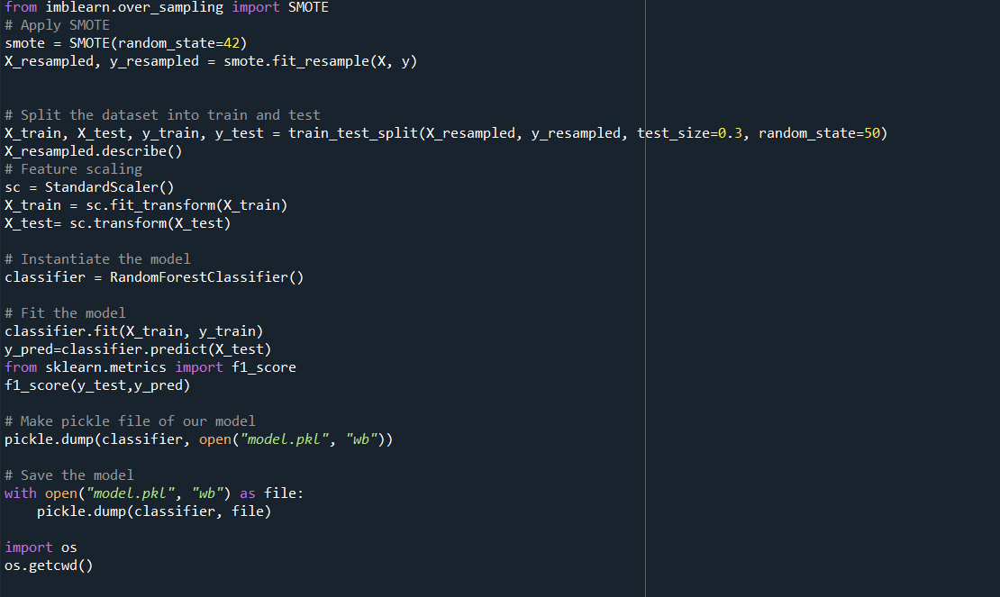 from imblearn.over_sampling import SMOTE
# Apply SMOTE
smote = SMOTE(random_state=42)
X_resampled, y_resampled = smote.fit_resample(X, y)
# Split the dataset into train and test
X_train, X_test, y_train, y_test = train_test_split(X_resampled, y_resampled, test_size=0.3, random_state=50)
X_resampled.describe()
# Feature scaling
sc = StandardScaler()
X_train = sc.fit_transform(X_train)
X_test= sc.transform(X_test)
# Instantiate the model
classifier = RandomForestClassifier()
# Fit the model
classifier.fit(X_train, y_train)
y_pred=classifier.predict(X_test)
from sklearn.metrics import f1_score
f1_score(y_test,y_pred)
# Make pickle file of our model
pickle.dump(classifier, open("model.pkl", "wb"))
# Save the model
with open("model.pkl", "wb") as file:
    pickle.dump(classifier, file)
import os
os.getcwd()